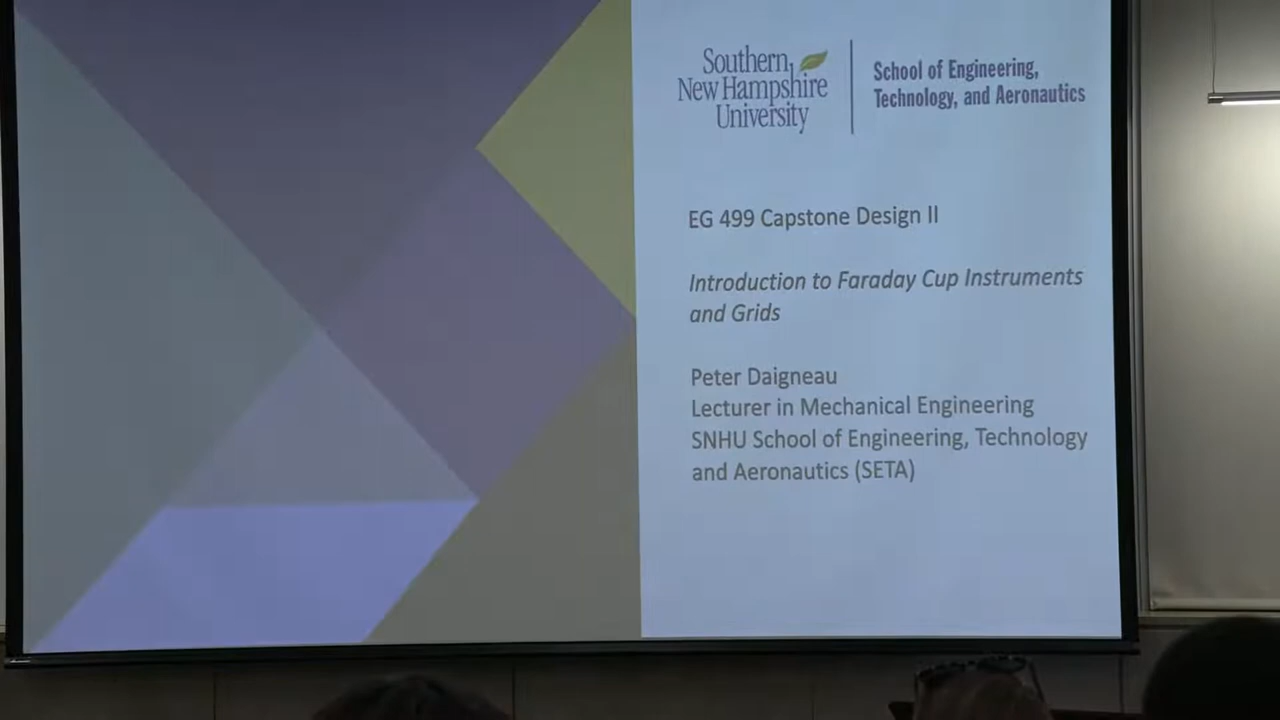 Southern
New Hampshire
University
School of Engineering,
Technology, and Aeronautics
EG 499 Capstone Design II
Introduction to Faraday Cup Instruments
and Grids
Peter Daigneau
Lecturer in Mechanical Engineering
SNHU School of Engineering, Technology
and Aeronautics (SETA)